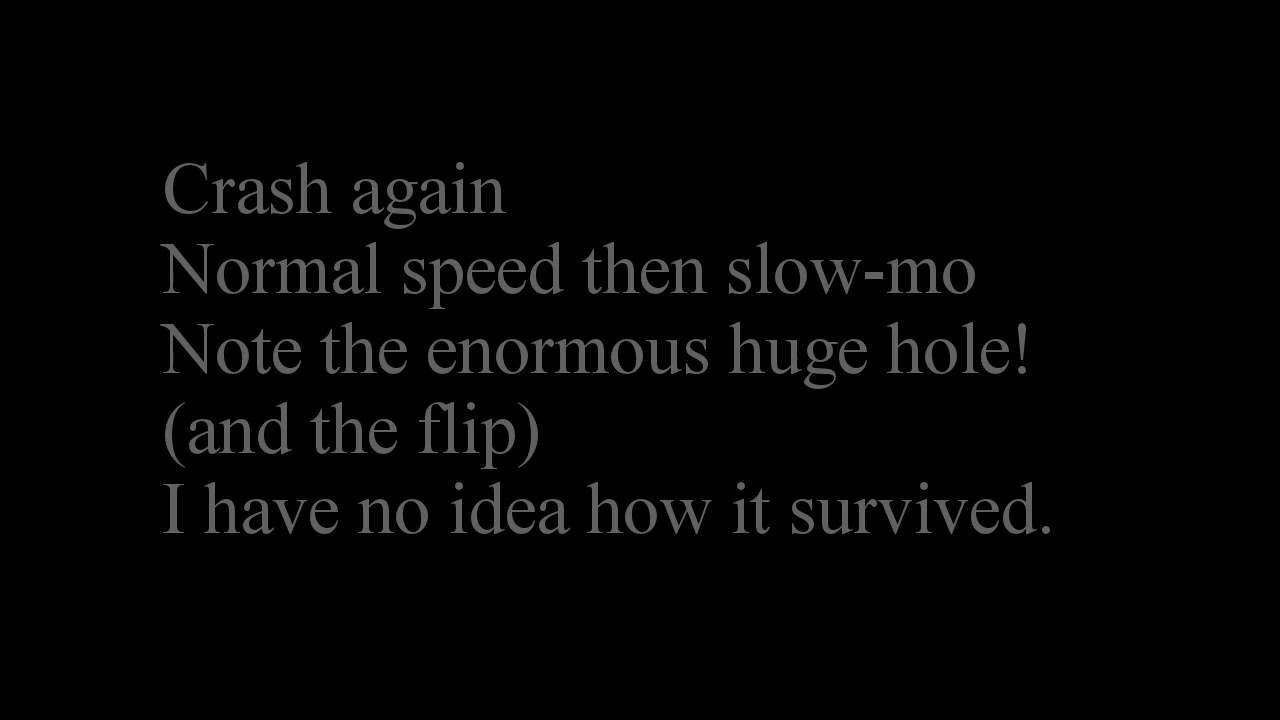 Crash again
Normal speed then slow-mo
Note the enormous huge hole!
(and the flip)
I have no idea how it survived.